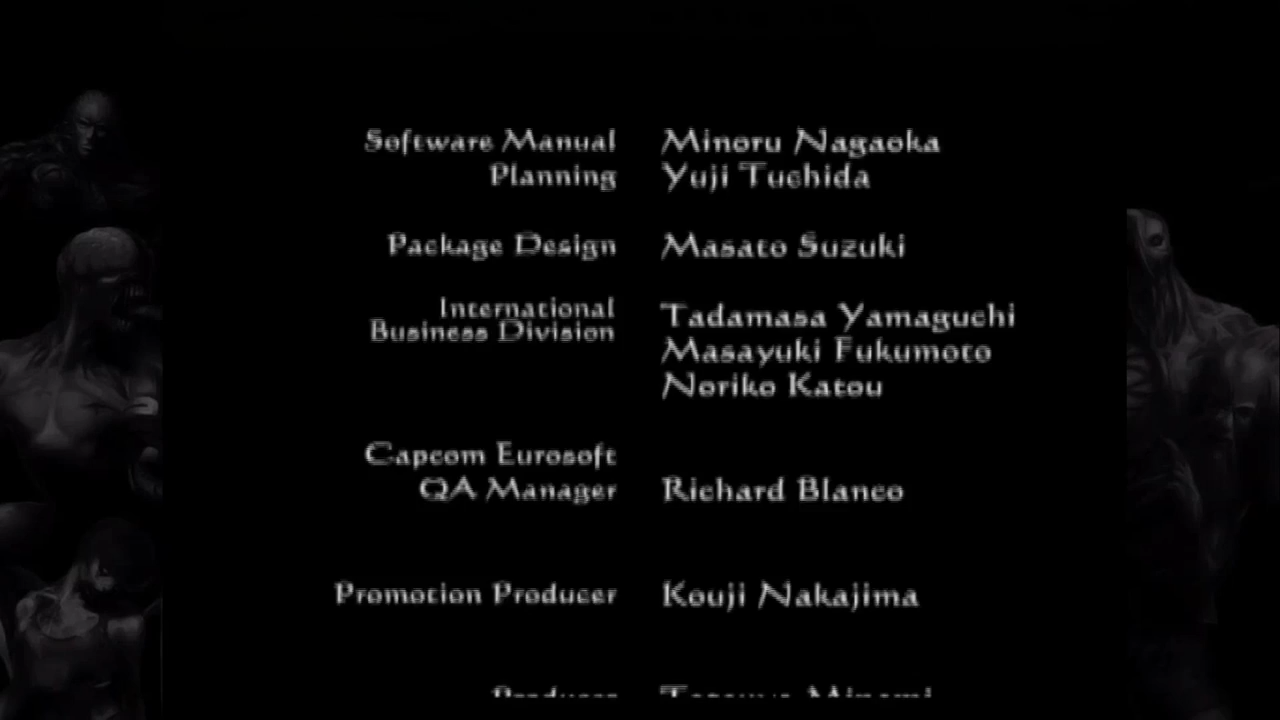 Software Manual Minoru Nagaoka
Planning Yuji Tuchida
Package Design Masato Suzuki
International
Business Division
Tadamasa Yamaguchi
Masayuki Fukumoto
Noriko Katou
Capcom Eurosoft
QA Manager Richard Blanco
Promotion Producer Kouji Nakajima
Producer